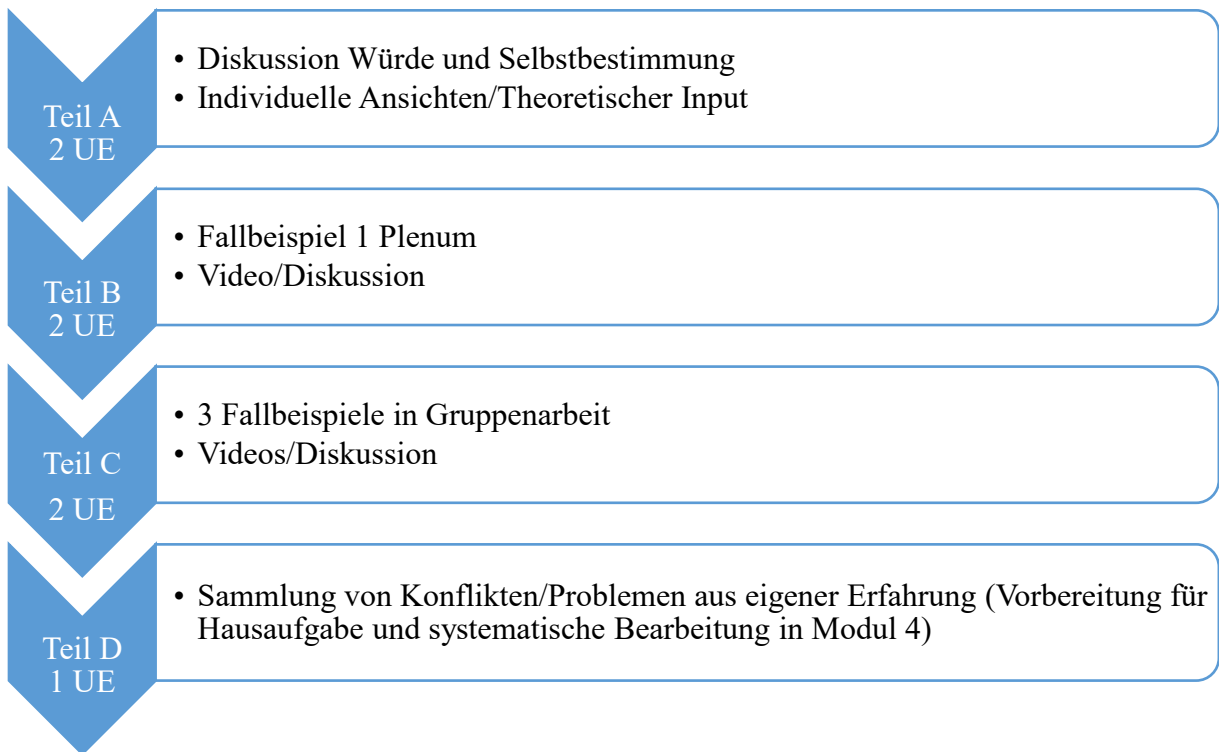 Teil A
2 UE
• Diskussion Würde und Selbstbestimmung
• Individuelle Ansichten/Theoretischer Input
Teil B
2 UE
• Fallbeispiel 1 Plenum
• Video/Diskussion
Teil C
2 UE
• 3 Fallbeispiele in Gruppenarbeit
• Videos/Diskussion
Teil D
1 UE
• Sammlung von Konflikten/Problemen aus eigener Erfahrung (Vorbereitung für
Hausaufgabe und systematische Bearbeitung in Modul 4)